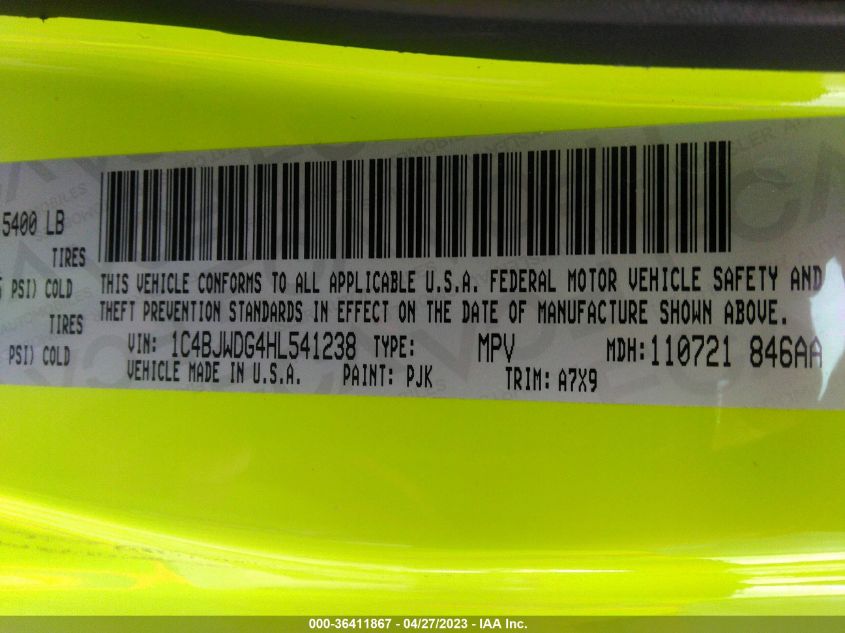 5400 LB
TIRES
PSI) COLD
THIS VEHICLE CONFORMS TO ALL APPLICABLE U.S.A. FEDERAL MOTOR VEHICLE SAFETY AND
THEFT PREVENTION STANDARDS IN EFFECT ON THE DATE OF MANUFACTURE SHOWN ABOVE.
TIRES
PSI) COLD
VIN: 1C4BJWDG4HL541238 TYPE: MPV MDH: 110721 846AA
VEHICLE MADE IN U.S.A. PAINT: PJK TRIM: A7X9
000-36411867 - 04/27/2023 - IAA Inc.